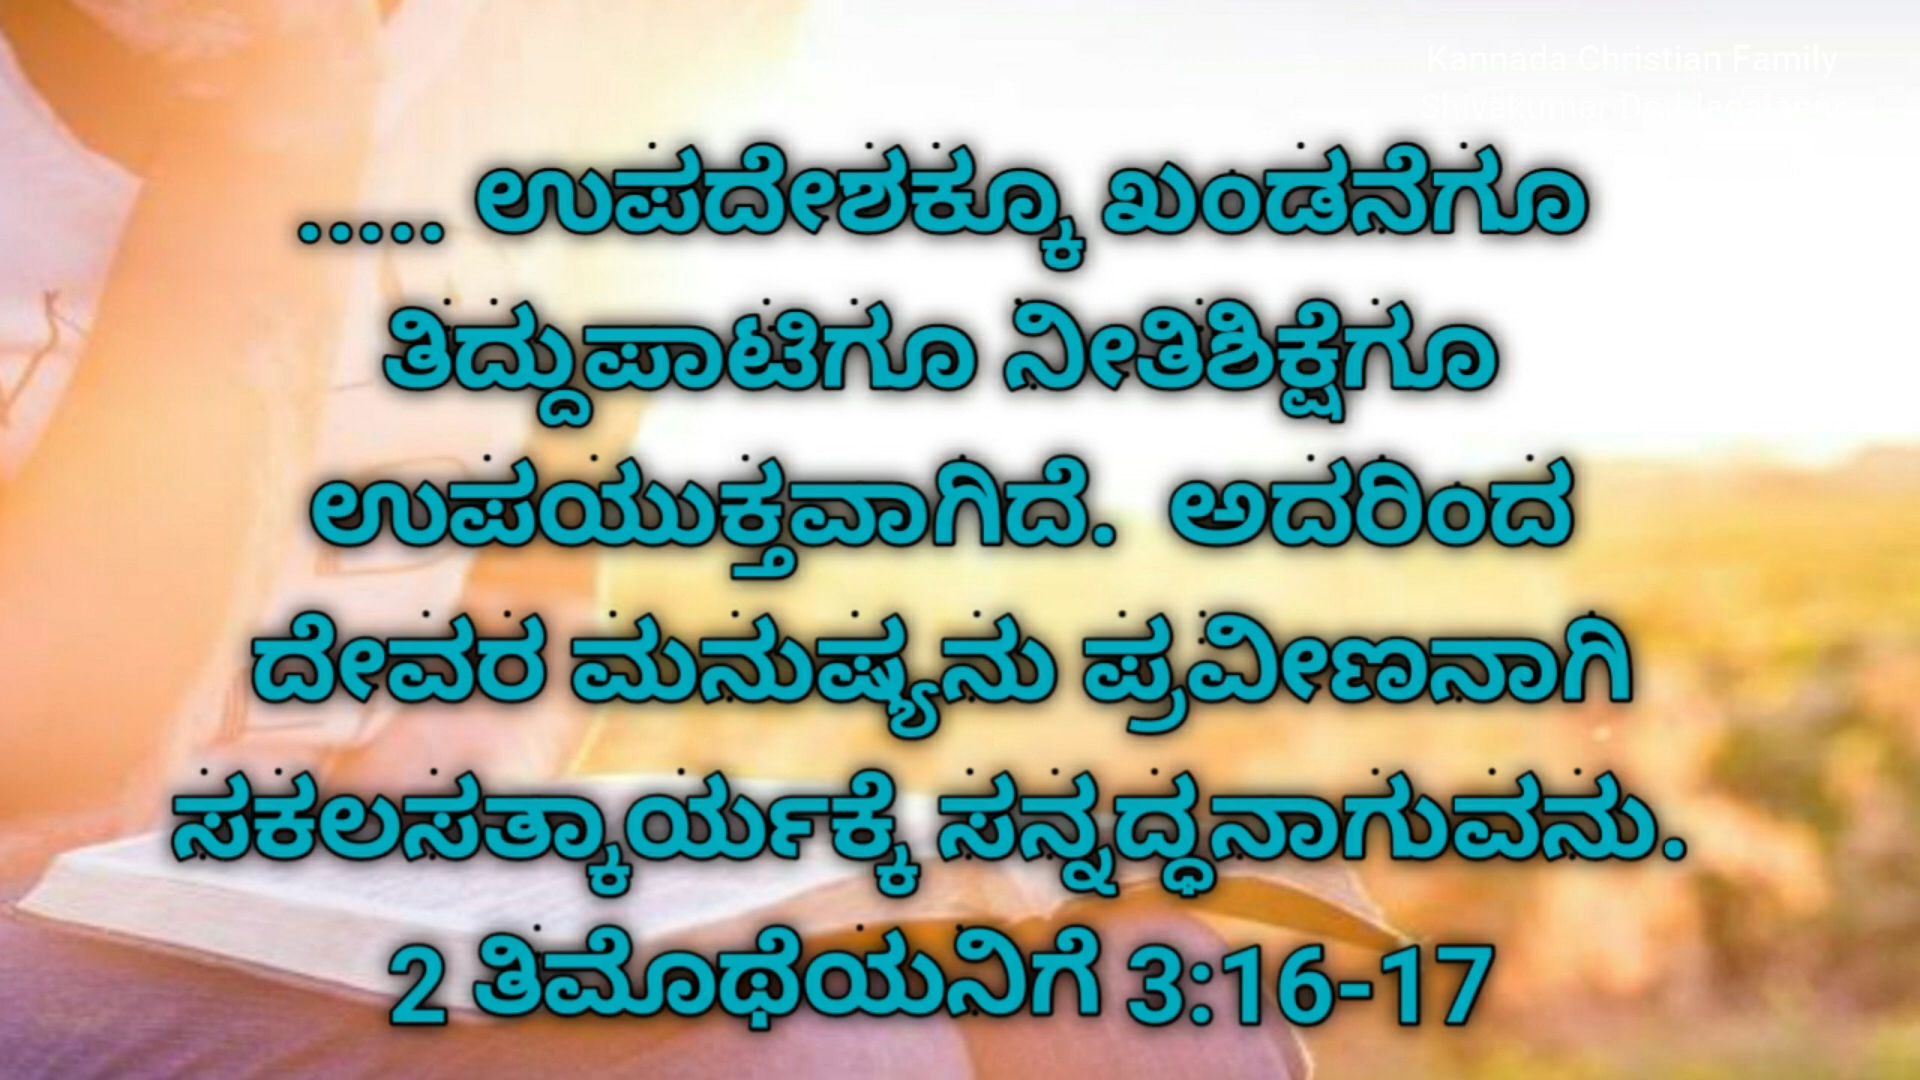 Kannada Christian Family
..... ಉಪದೇಶಕ್ಕೂ ಖಂಡನೆಗೂ
ತಿದ್ದುಪಾಟಿಗೂ ನೀತಿಶಿಕ್ಷೆಗೂ
ಉಪಯುಕ್ತವಾಗಿದೆ. ಅದರಿಂದ
ದೇವರ ಮನುಷ್ಯನು ಪ್ರವೀಣನಾಗಿ
ಸಕಲಸತ್ಕಾರ್ಯಕ್ಕೆ ಸನ್ನದ್ಧನಾಗುವನು.
2 ತಿಮೊಥೆಯನಿಗೆ 3:16-17